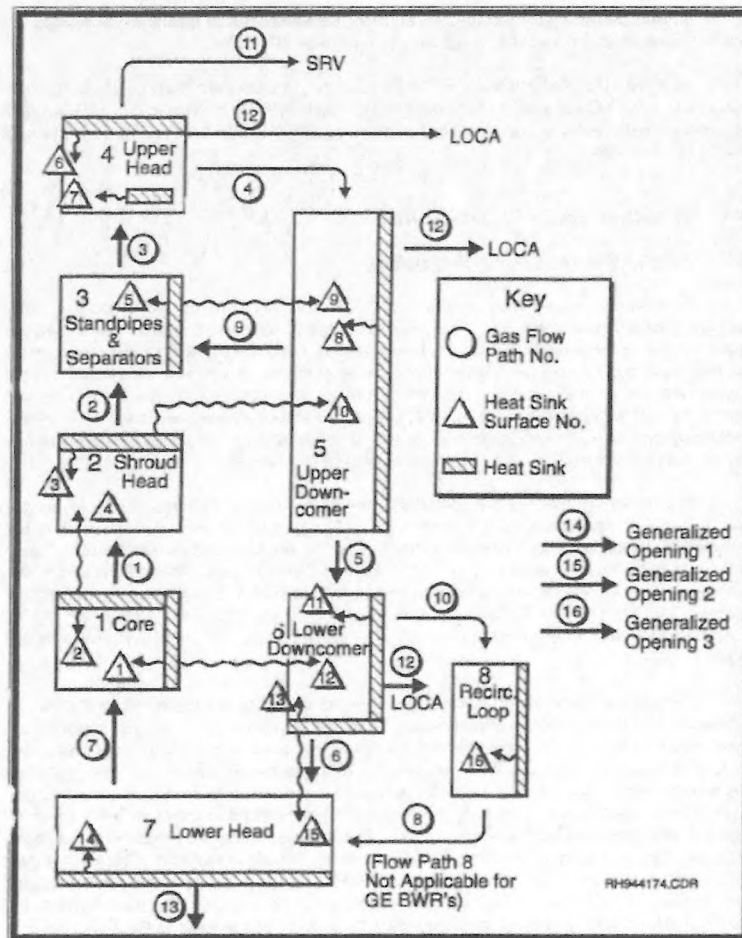 11
SRV
12
LOCA
6
4 Upper
Head
7
4
3
12
LOCA
3
5
Standpipes
&
Separators
9
9
8
Key
Gas Flow
Path No.
Heat Sink
Surface No.
Heat Sink
2
10
2 Shroud
Head
3
4
5
Upper
Down-
comer
1
5
14
Generalized
Opening 1
15
Generalized
Opening 2
16
Generalized
Opening 3
1 Core
2
1
11
6
Lower
Downcomer
12
13
10
12
LOCA
8
Recirc.
Loop
16
7
6
7 Lower Head
14
15
8
(Flow Path 8
Not Applicable for
GE BWR's)
RH944174.CDR
13